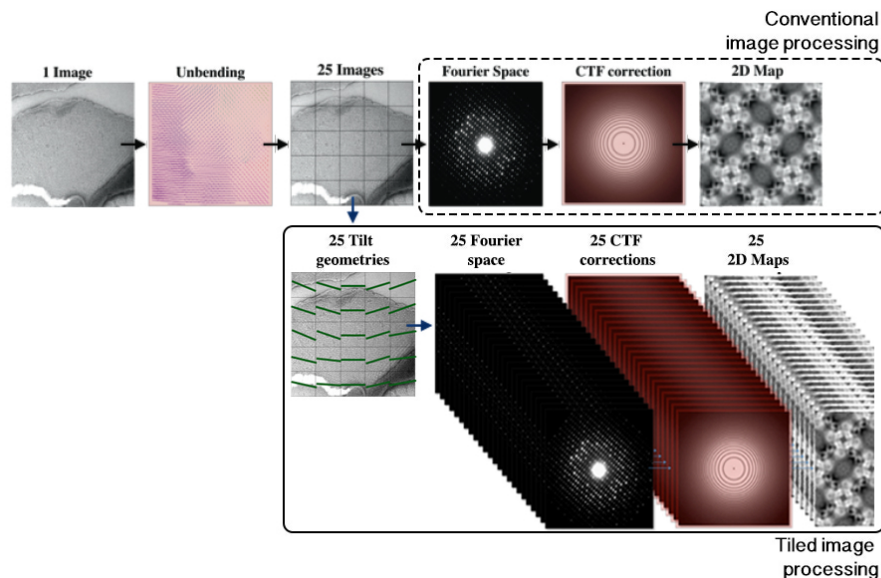 Conventional
image processing
1 Image
Unbending
25 Images
Fourier Space
CTF correction
2D Map
25 Tilt
geometries
25 Fourier
space
25 CTF
corrections
25
2D Maps
Tiled image
processing